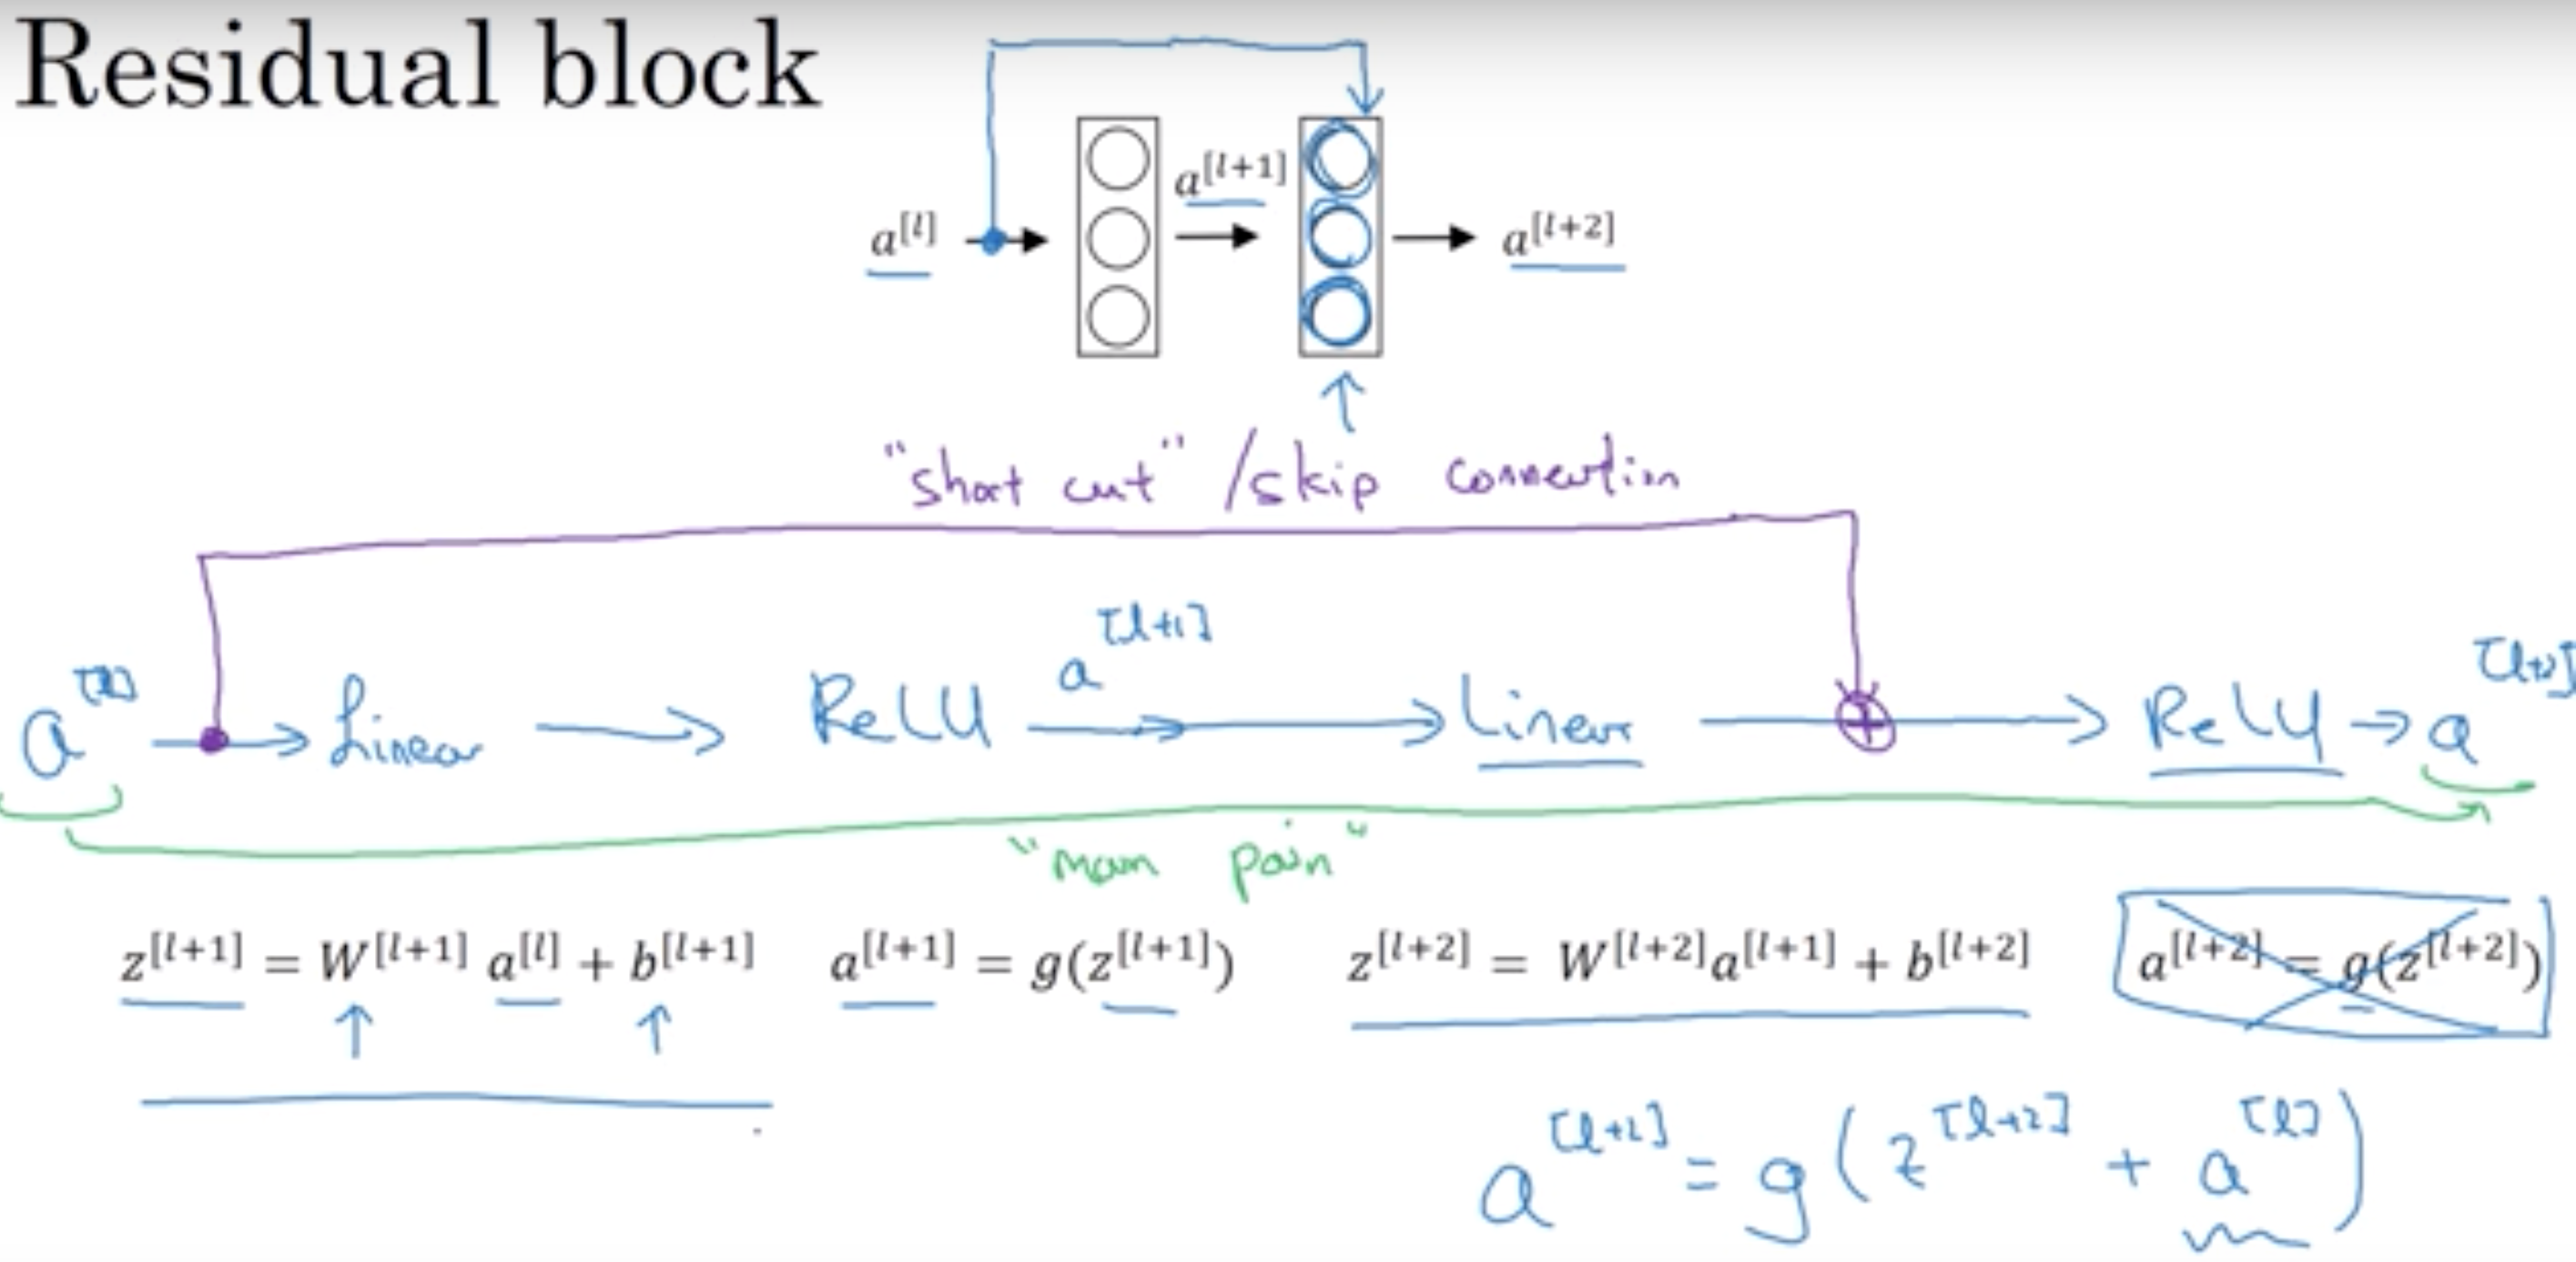 Residual block
a^[l] a^[l+1] a^[l+2]
"short cut" / skip connection
a^[l] → Linear → ReLU a^[l+1] → Linear ⊕ → ReLU → a^[l+2]
"main path"
z^[l+1] = W^[l+1] a^[l] + b^[l+1] a^[l+1] = g(z^[l+1]) z^[l+2] = W^[l+2]a^[l+1] + b^[l+2] a^[l+2] = g(z^[l+2])
a^[l+2] = g(z^[l+2] + a^[l])